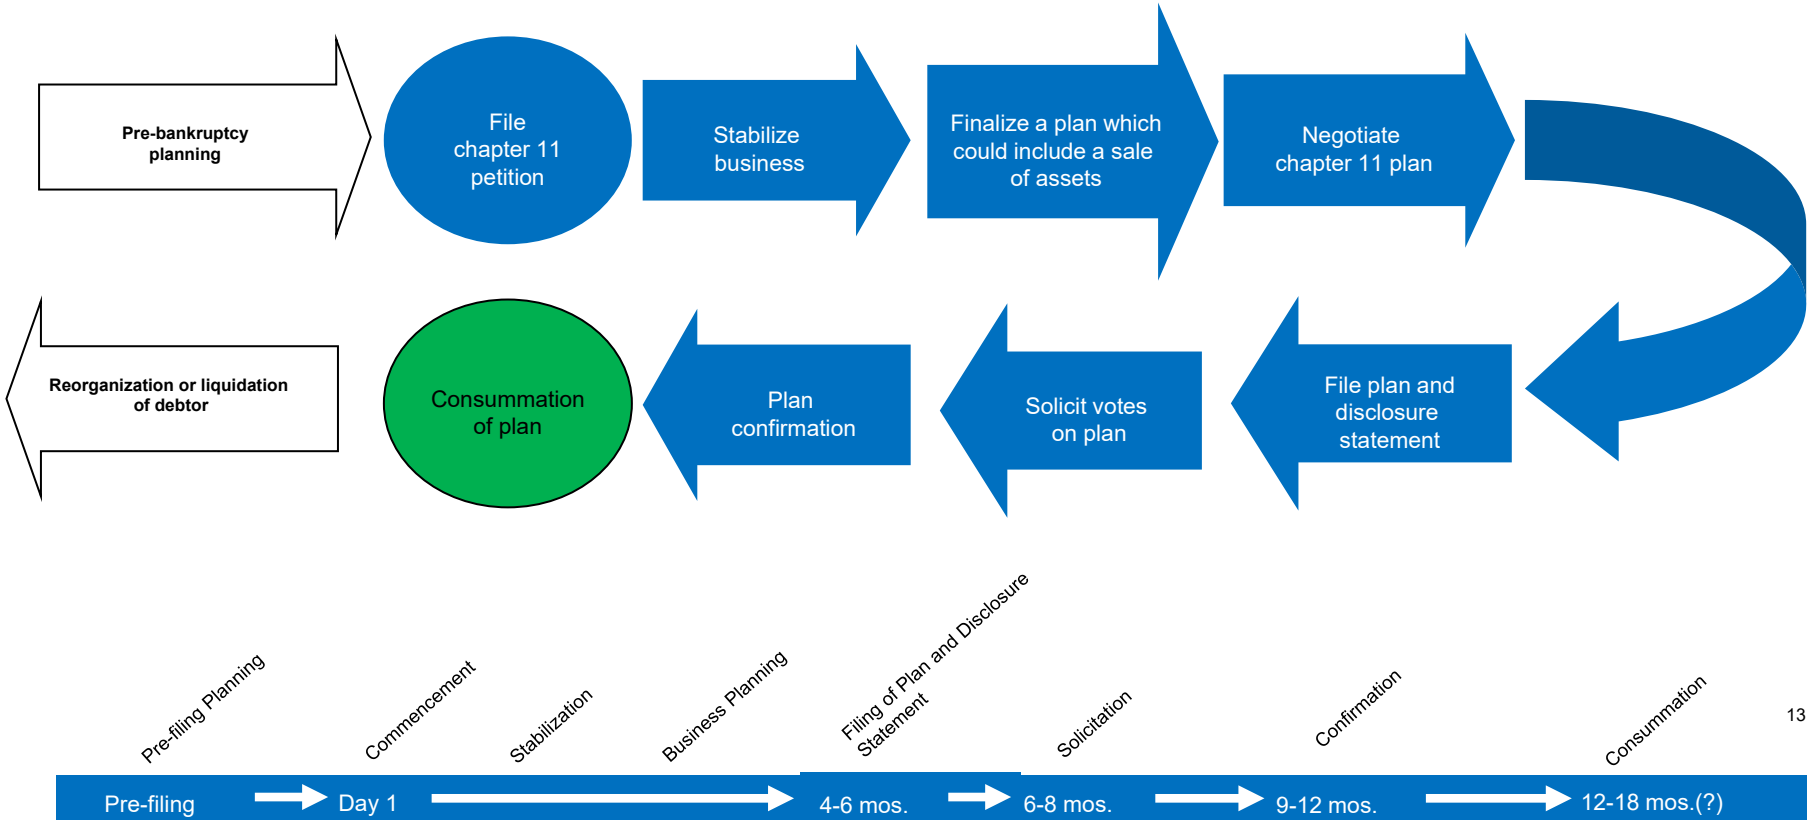 Pre-bankruptcy
planning
File
chapter 11
petition
Stabilize
business
Finalize a plan which
could include a sale
of assets
Negotiate
chapter 11 plan
Reorganization or liquidation
of debtor
Consummation
of plan
Plan
confirmation
Solicit votes
on plan
File plan and
disclosure
statement
Pre-filing Planning
Commencement
Stabilization
Business Planning
Filing of Plan and Disclosure
Statement
Solicitation
Confirmation
Consummation
13
Pre-filing
Day 1
4-6 mos.
6-8 mos.
9-12 mos.
12-18 mos.(?)